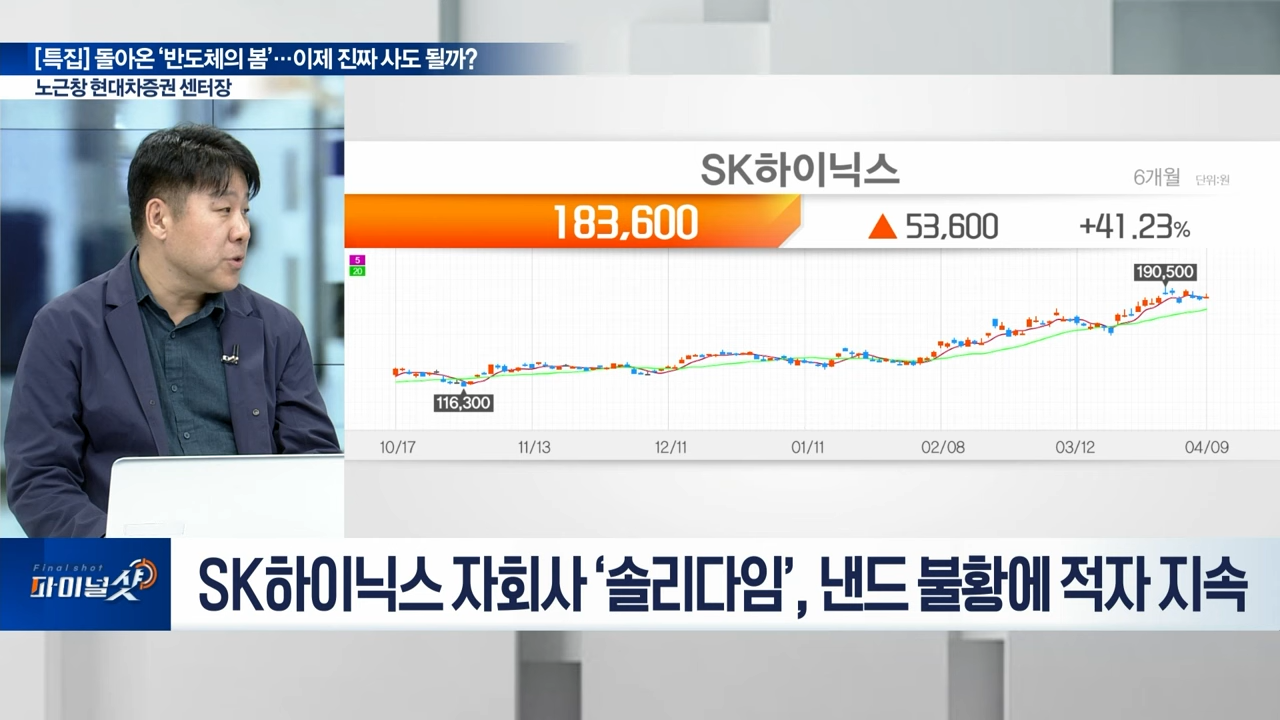 [특집] 돌아온 ‘반도체의 봄’…이제 진짜 사도 될까?
노근창 현대차증권 센터장
SK하이닉스
6개월 단위:원
183,600 ▲ 53,600 +41.23%
5
20
190,500
116,300
10/17 11/13 12/11 01/11 02/08 03/12 04/09
Final shot
파이널샷
SK하이닉스 자회사 ‘솔리다임’, 낸드 불황에 적자 지속